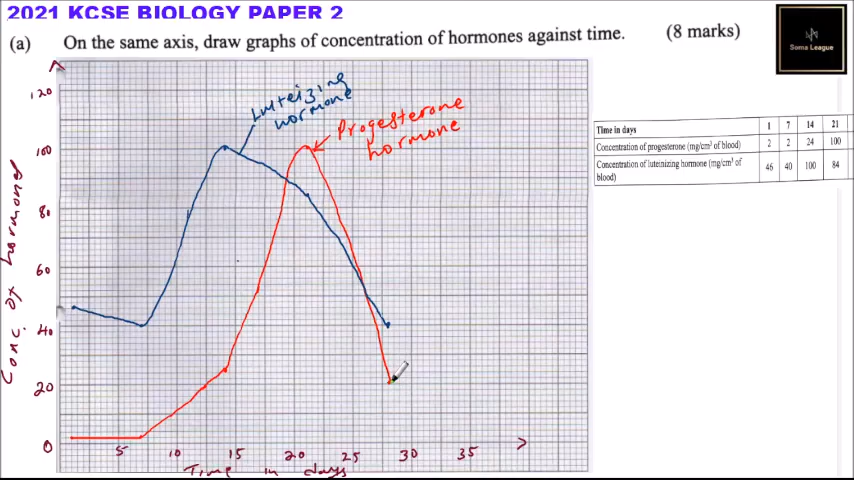 2021 KCSE BIOLOGY PAPER 2
(a) On the same axis, draw graphs of concentration of hormones against time. (8 marks)
Soma League
120
Luteizing
hormone
Progesterone
hormone
100
80
60
40
20
0
Conc. of hormones
5 10 15 20 25 30 35
Time in days
Time in days 1 7 14 21
Concentration of progesterone (mg/cm³ of blood) 2 2 24 100
Concentration of luteinizing hormone (mg/cm³ of
blood) 46 40 100 84